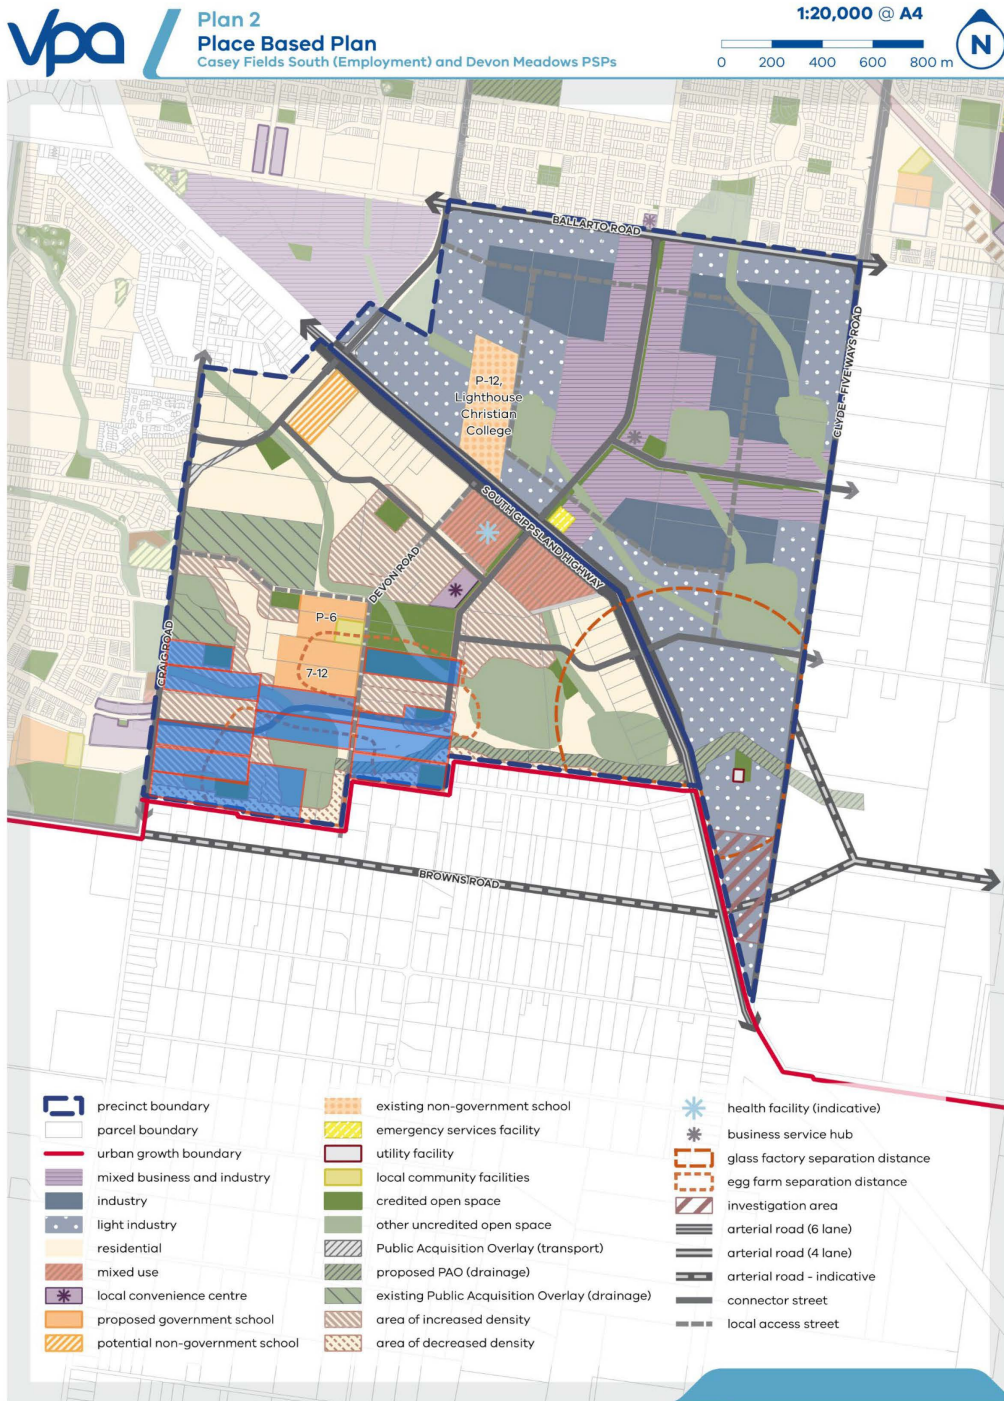 vpa
Plan 2
Place Based Plan
Casey Fields South (Employment) and Devon Meadows PSPs
1:20,000 @ A4
0 200 400 600 800 m
N
BALLARTO ROAD
CLYDE - FIVE WAYS ROAD
P-12,
Lighthouse
Christian
College
SOUTH GIPPSLAND HIGHWAY
DEVON ROAD
P-6
7-12
CRAIG ROAD
BROWNS ROAD
precinct boundary
parcel boundary
urban growth boundary
mixed business and industry
industry
light industry
residential
mixed use
local convenience centre
proposed government school
potential non-government school
existing non-government school
emergency services facility
utility facility
local community facilities
credited open space
other uncredited open space
Public Acquisition Overlay (transport)
proposed PAO (drainage)
existing Public Acquisition Overlay (drainage)
area of increased density
area of decreased density
health facility (indicative)
business service hub
glass factory separation distance
egg farm separation distance
investigation area
arterial road (6 lane)
arterial road (4 lane)
arterial road - indicative
connector street
local access street